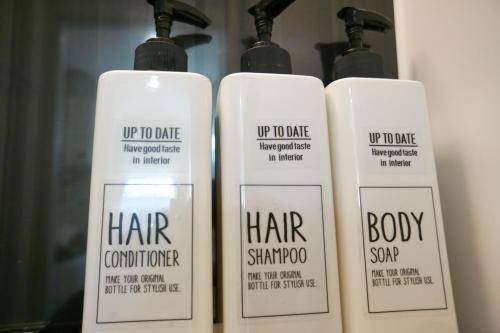 UP TO DATE
Have good taste
in interior
HAIR
CONDITIONER
MAKE YOUR ORIGINAL
BOTTLE FOR STYLISH USE.
UP TO DATE
Have good taste
in interior
HAIR
SHAMPOO
MAKE YOUR ORIGINAL
BOTTLE FOR STYLISH USE.
UP TO DATE
Have good taste
in interior
BODY
SOAP
MAKE YOUR ORIGINAL
BOTTLE FOR STYLISH USE.